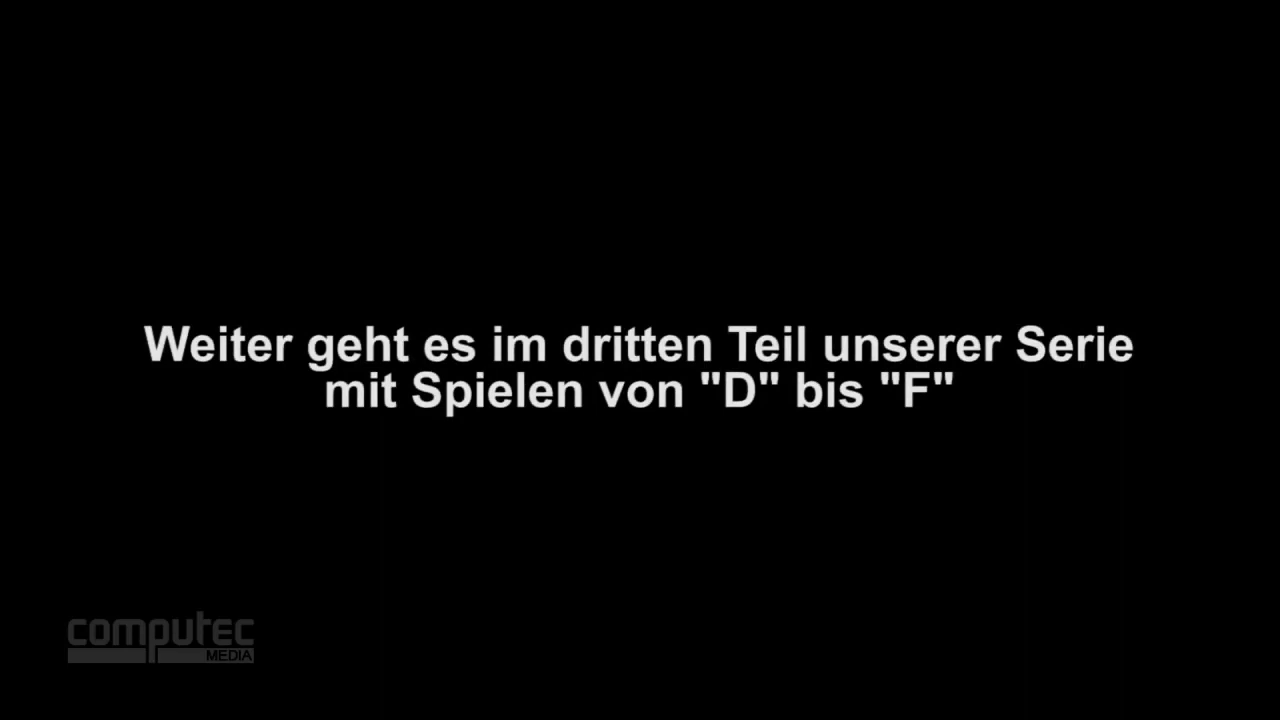 Weiter geht es im dritten Teil unserer Serie
mit Spielen von "D" bis "F"
computec
MEDIA